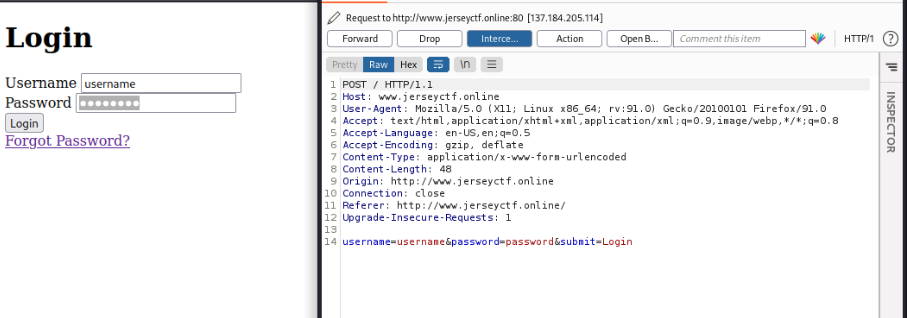 Login
Username username
Password ●●●●●●●●
Login
Forgot Password?
Request to http://www.jerseyctf.online:80 [137.184.205.114]
Forward Drop Interce... Action Open B... Comment this item HTTP/1 ?
Pretty Raw Hex \n
1 POST / HTTP/1.1
2 Host: www.jerseyctf.online
3 User-Agent: Mozilla/5.0 (X11; Linux x86_64; rv:91.0) Gecko/20100101 Firefox/91.0
4 Accept: text/html,application/xhtml+xml,application/xml;q=0.9,image/webp,*/*;q=0.8
5 Accept-Language: en-US,en;q=0.5
6 Accept-Encoding: gzip, deflate
7 Content-Type: application/x-www-form-urlencoded
8 Content-Length: 48
9 Origin: http://www.jerseyctf.online
10 Connection: close
11 Referer: http://www.jerseyctf.online/
12 Upgrade-Insecure-Requests: 1
13
14 username=username&password=password&submit=Login
INSPECTOR